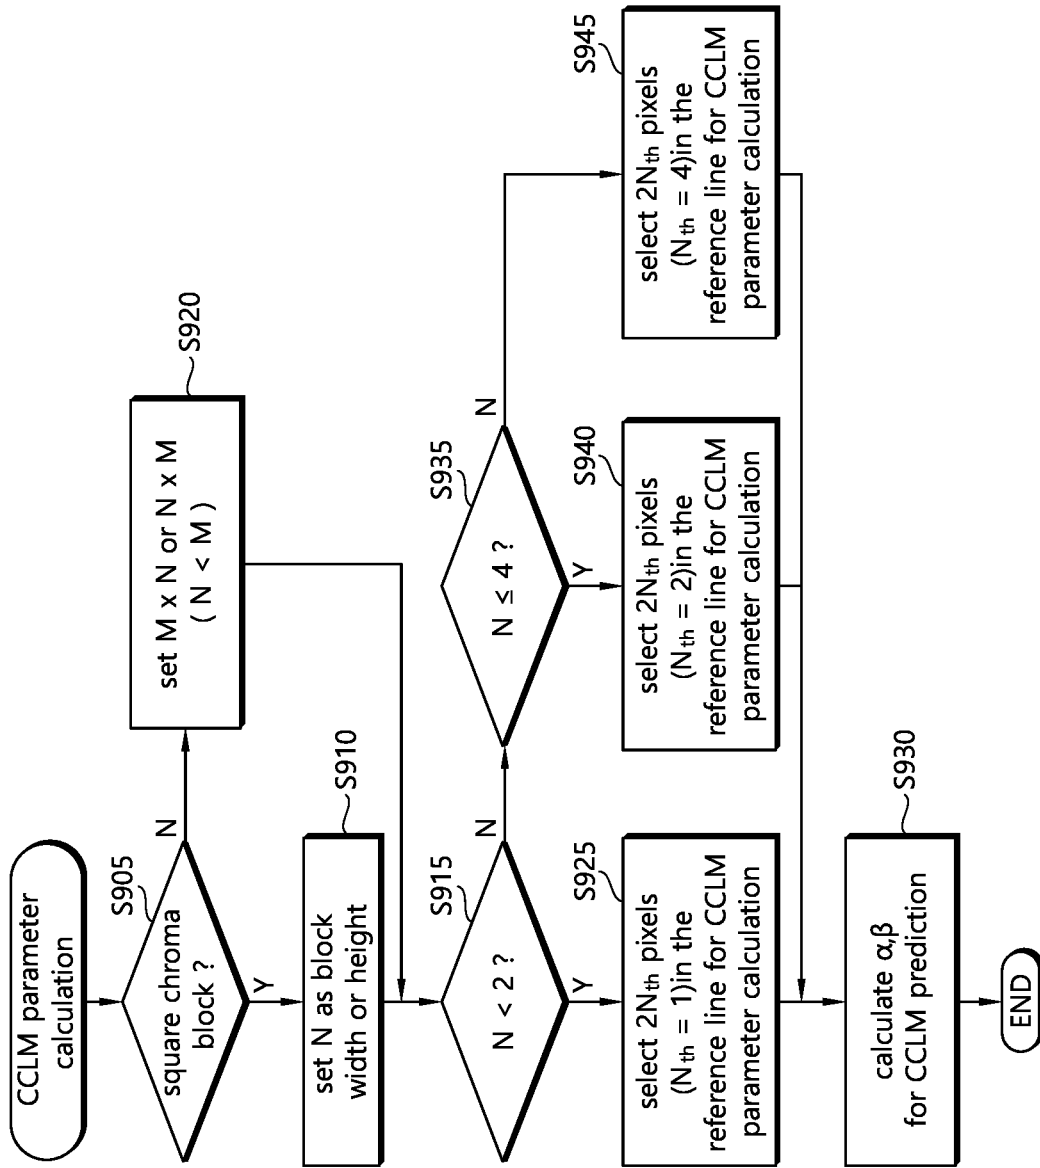 CCLM parameter
calculation
S905
square chroma
block ?
N
Y
S920
set M x N or N x M
( N < M )
S910
set N as block
width or height
S915
N < 2 ?
N
Y
S935
N ≤ 4 ?
N
Y
S925
select 2Nth pixels
(Nth = 1)in the
reference line for CCLM
parameter calculation
S940
select 2Nth pixels
(Nth = 2)in the
reference line for CCLM
parameter calculation
S945
select 2Nth pixels
(Nth = 4)in the
reference line for CCLM
parameter calculation
S930
calculate α,β
for CCLM prediction
END